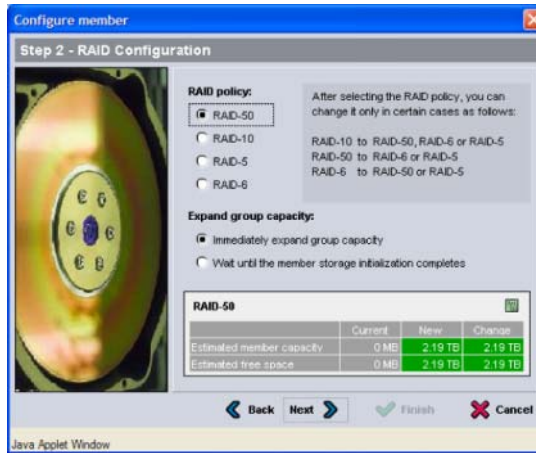 Configure member
Step 2 - RAID Configuration
RAID policy:
RAID-50
RAID-10
RAID-5
RAID-6
After selecting the RAID policy, you can
change it only in certain cases as follows:
RAID-10 to RAID-50, RAID-6 or RAID-5
RAID-50 to RAID-6 or RAID-5
RAID-6 to RAID-50 or RAID-5
Expand group capacity:
Immediately expand group capacity
Wait until the member storage initialization completes
RAID-50
Current New Change
Estimated member capacity 0 MB 2.19 TB 2.19 TB
Estimated free space 0 MB 2.19 TB 2.19 TB
Back Next Finish Cancel
Java Applet Window